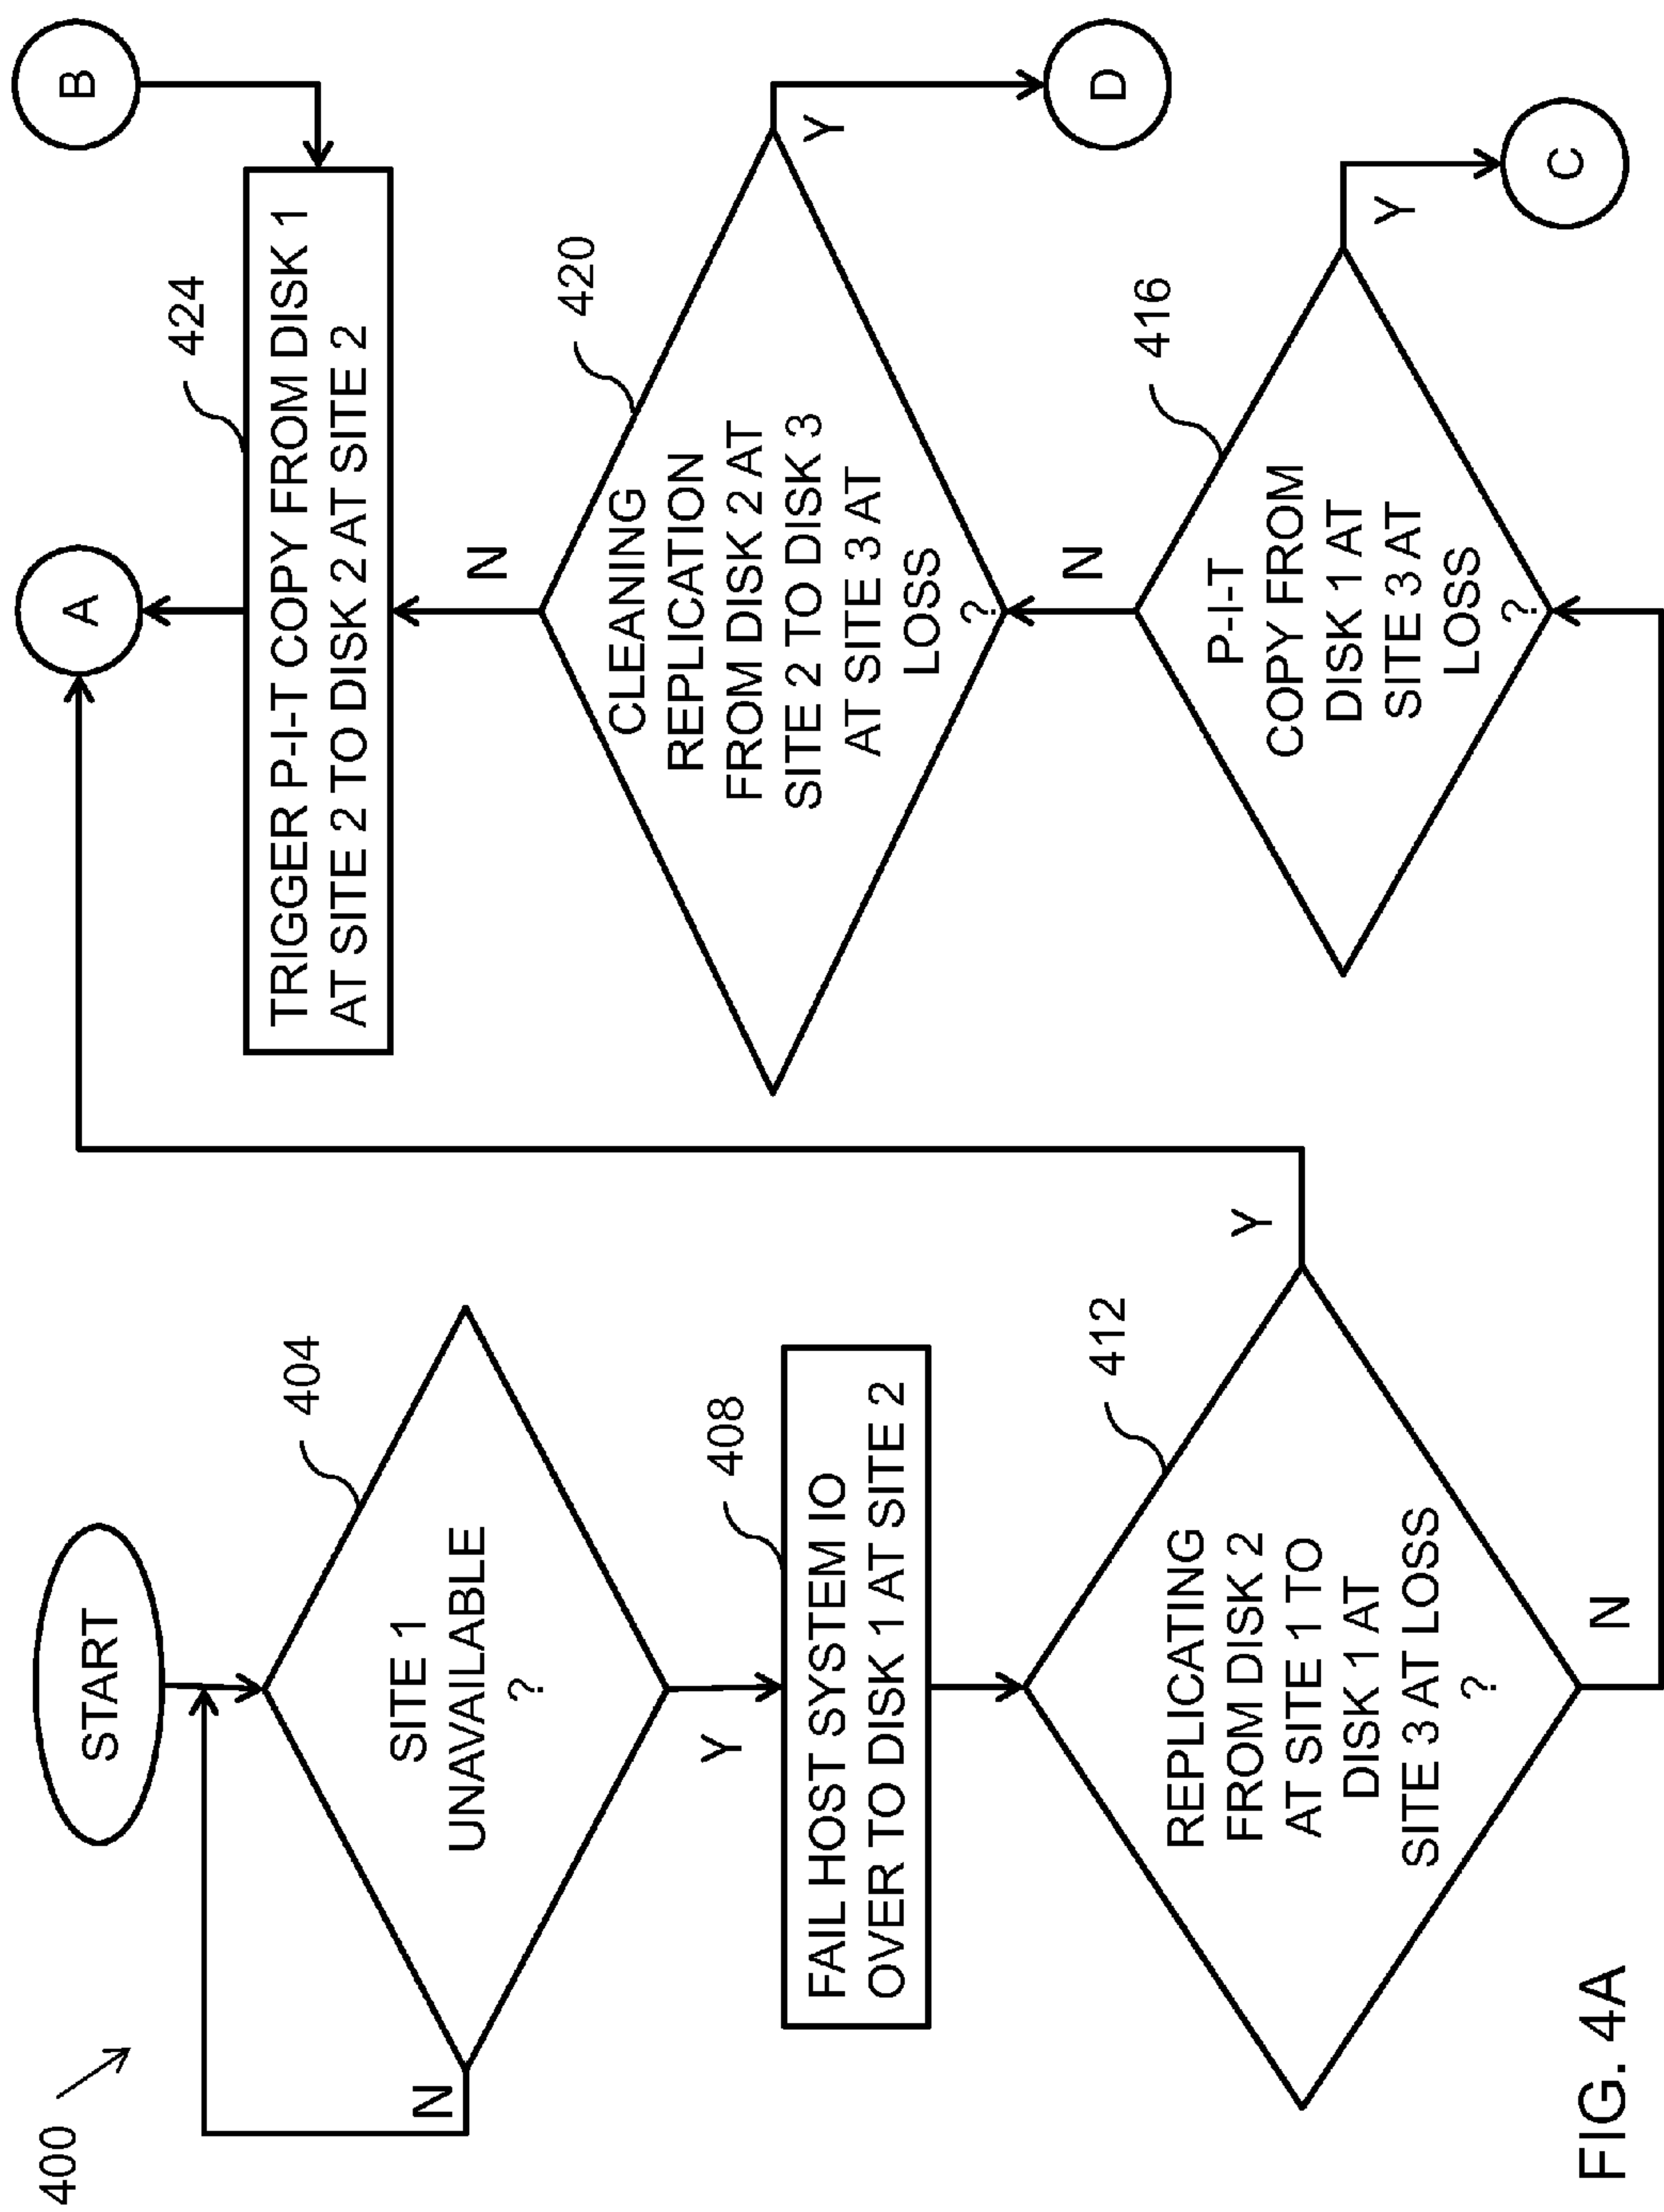 400
START
404
SITE 1
UNAVAILABLE
?
N
Y
408
FAIL HOST SYSTEM IO
OVER TO DISK 1 AT SITE 2
412
REPLICATING
FROM DISK 2
AT SITE 1 TO
DISK 1 AT
SITE 3 AT LOSS
?
Y
N
A
B
424
TRIGGER P-I-T COPY FROM DISK 1
AT SITE 2 TO DISK 2 AT SITE 2
N
420
CLEANING
REPLICATION
FROM DISK 2 AT
SITE 2 TO DISK 3
AT SITE 3 AT
LOSS
?
Y
D
N
416
P-I-T
COPY FROM
DISK 1 AT
SITE 3 AT
LOSS
?
Y
C
FIG. 4A